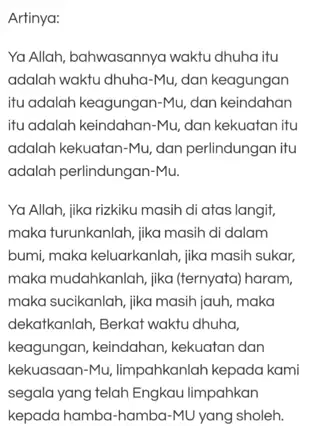 Artinya:
Ya Allah, bahwasannya waktu dhuha itu
adalah waktu dhuha-Mu, dan keagungan
itu adalah keagungan-Mu, dan keindahan
itu adalah keindahan-Mu, dan kekuatan itu
adalah kekuatan-Mu, dan perlindungan itu
adalah perlindungan-Mu.
Ya Allah, jika rizkiku masih di atas langit,
maka turunkanlah, jika masih di dalam
bumi, maka keluarkanlah, jika masih sukar,
maka mudahkanlah, jika (ternyata) haram,
maka sucikanlah, jika masih jauh, maka
dekatkanlah, Berkat waktu dhuha,
keagungan, keindahan, kekuatan dan
kekuasaan-Mu, limpahkanlah kepada kami
segala yang telah Engkau limpahkan
kepada hamba-hamba-MU yang sholeh.